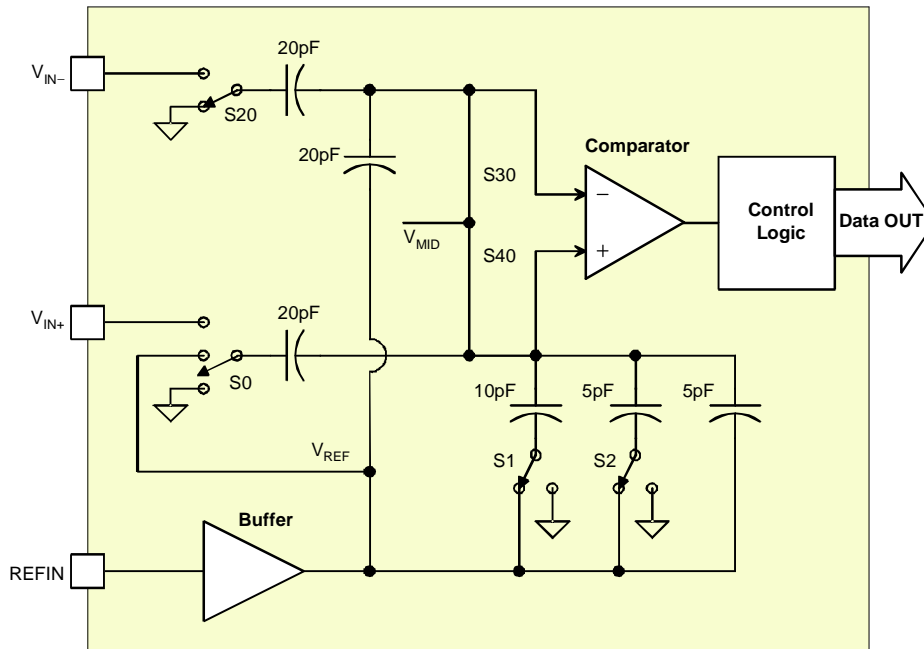 20pF
V_IN−
S20
20pF
Comparator
S30
−
Control
Logic
Data OUT
V_MID
S40
+
V_IN+
20pF
S0
10pF
5pF
5pF
V_REF
S1
S2
Buffer
REFIN